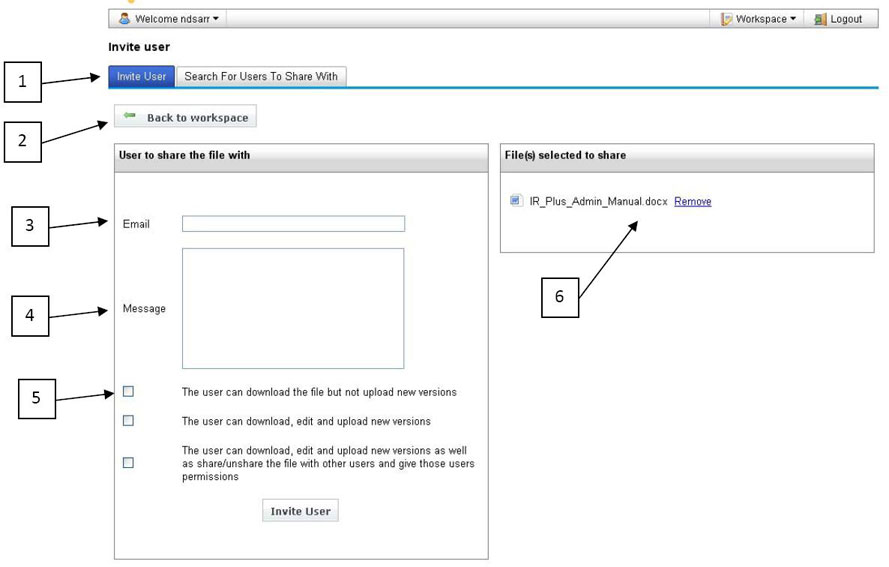 Welcome ndsarr
Workspace
Logout
Invite user
1
Invite User
Search For Users To Share With
2
Back to workspace
User to share the file with
File(s) selected to share
IR_Plus_Admin_Manual.docx Remove
3
Email
6
4
Message
5
The user can download the file but not upload new versions
The user can download, edit and upload new versions
The user can download, edit and upload new versions as well
as share/unshare the file with other users and give those users
permissions
Invite User